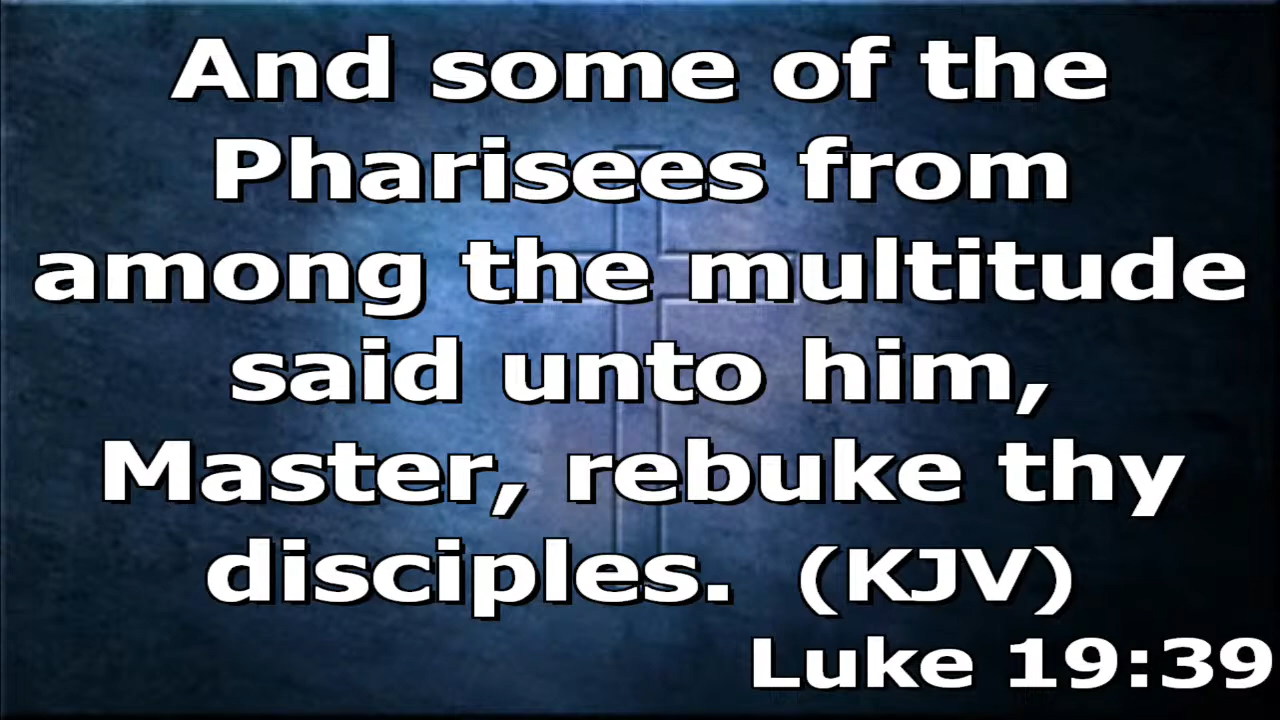 And some of the
Pharisees from
among the multitude
said unto him,
Master, rebuke thy
disciples. (KJV)
Luke 19:39